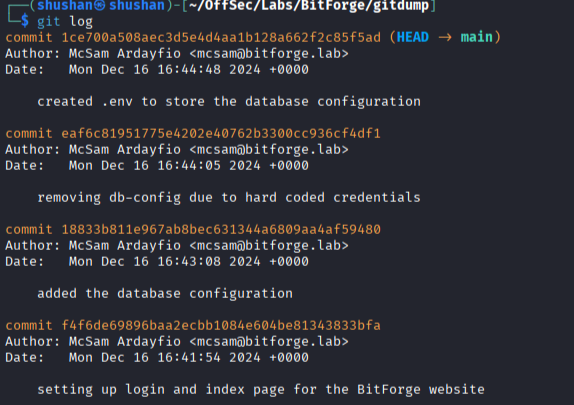 (shushan㉿shushan)-[~/OffSec/Labs/BitForge/gitdump]
$ git log
commit 1ce700a508aec3d5e4d4aa1b128a662f2c85f5ad (HEAD → main)
Author: McSam Ardayfio <mcsam@bitforge.lab>
Date:   Mon Dec 16 16:44:48 2024 +0000
created .env to store the database configuration
commit eaf6c81951775e4202e40762b3300cc936cf4df1
Author: McSam Ardayfio <mcsam@bitforge.lab>
Date:   Mon Dec 16 16:44:05 2024 +0000
removing db-config due to hard coded credentials
commit 18833b811e967ab8bec631344a6809aa4af59480
Author: McSam Ardayfio <mcsam@bitforge.lab>
Date:   Mon Dec 16 16:43:08 2024 +0000
added the database configuration
commit f4f6de69896baa2ecbb1084e604be81343833bfa
Author: McSam Ardayfio <mcsam@bitforge.lab>
Date:   Mon Dec 16 16:41:54 2024 +0000
setting up login and index page for the BitForge website